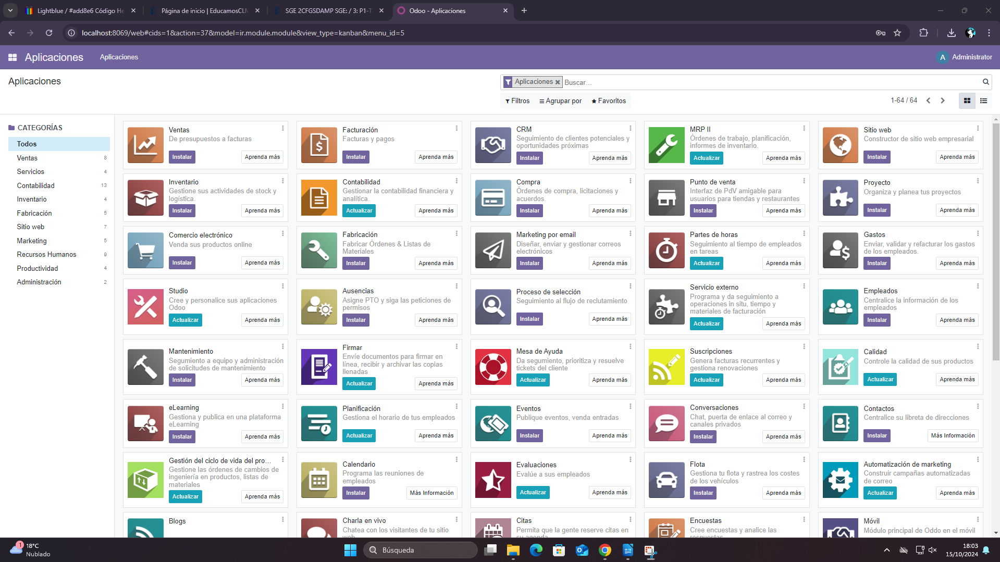 Lightblue / #add8e6 Código He
Página de inicio | EducamosCLM
SGE 2CFGSDAMP SGE: / 3: P1-T
Odoo - Aplicaciones
localhost:8069/web#cids=1&action=37&model=ir.module.module&view_type=kanban&menu_id=5
Aplicaciones
Aplicaciones
A
Administrator
Aplicaciones
Aplicaciones
Buscar...
Filtros
Agrupar por
Favoritos
1-64 / 64
CATEGORÍAS
Todos
Ventas 8
Servicios 4
Contabilidad 13
Inventario 4
Fabricación 5
Sitio web 7
Marketing 5
Recursos Humanos 9
Productividad 4
Administración 2
Ventas
De presupuestos a facturas
Instalar
Aprenda más
Facturación
Facturas y pagos
Instalar
Aprenda más
CRM
Seguimiento de clientes potenciales y
oportunidades próximas
Instalar
Aprenda más
MRP II
Órdenes de trabajo, planificación,
informes de inventario.
Actualizar
Aprenda más
Sitio web
Constructor de sitio web empresarial
Instalar
Aprenda más
Inventario
Gestione sus actividades de stock y
logística.
Instalar
Aprenda más
Contabilidad
Gestionar la contabilidad financiera y
analítica.
Actualizar
Aprenda más
Compra
Órdenes de compra, licitaciones y
acuerdos.
Instalar
Aprenda más
Punto de venta
Interfaz de PdV amigable para
usuarios para tiendas y restaurantes
Instalar
Aprenda más
Proyecto
Organiza y planea tus proyectos
Instalar
Aprenda más
Comercio electrónico
Venda sus productos online
Instalar
Aprenda más
Fabricación
Fabricar Órdenes & Listas de
Materiales
Instalar
Aprenda más
Marketing por email
Diseñar, enviar y gestionar correos
electrónicos
Instalar
Aprenda más
Partes de horas
Seguimiento al tiempo de empleados
en tareas
Actualizar
Aprenda más
Gastos
Enviar, validar y refacturar los gastos
de los empleados.
Instalar
Aprenda más
Studio
Cree y personalice sus aplicaciones
Odoo
Actualizar
Aprenda más
Ausencias
Asigne PTO y siga las peticiones de
permisos
Instalar
Aprenda más
Proceso de selección
Seguimiento al flujo de reclutamiento
Instalar
Aprenda más
Servicio externo
Programa y da seguimiento a
operaciones in situ, tiempo y
materiales de facturación
Actualizar
Aprenda más
Empleados
Centralice la información de los
empleados
Instalar
Aprenda más
Mantenimiento
Segumiento a equipo y administración
de solicitudes de mantenimiento
Instalar
Aprenda más
Firmar
Envíe documentos para firmar en
línea, recibir y archivar las copias
llenadas
Actualizar
Aprenda más
Mesa de Ayuda
Da segumiento, prioritiza y resuelve
tickets del cliente
Actualizar
Aprenda más
Suscripciones
Genera facturas recurrentes y
gestiona renovaciones
Actualizar
Aprenda más
Calidad
Controle la calidad de sus productos
Actualizar
Aprenda más
eLearning
Gestiona y publica en una plataforma
eLearning
Instalar
Aprenda más
Planificación
Gestiona el horario de tus empleados
Actualizar
Aprenda más
Eventos
Publique eventos, venda entradas
Instalar
Aprenda más
Conversaciones
Chat, puerta de enlace al correo y
canales privados
Instalar
Aprenda más
Contactos
Centralice su libreta de direcciones
Instalar
Más Información
Gestión del ciclo de vida del pro...
Gestione las órdenes de cambios de
ingeniería en productos, listas de
materiales
Actualizar
Aprenda más
Calendario
Programa las reuniones de
empleados
Instalar
Más Información
Evaluaciones
Evalúe a sus empleados
Actualizar
Aprenda más
Flota
Gestiona tu flota y rastrea los costes
de los vehículos
Instalar
Aprenda más
Automatización de marketing
Construir campañas automatizadas
de correo
Actualizar
Aprenda más
Blogs
Charla en vivo
Chatea con los visitantes de tu sitio
web
Citas
Permita que la gente reserve citas en
su agenda
Encuestas
Cree encuestas y analice las
respuestas
Móvil
Módulo principal de Odoo en el móvil
1
18°C
Nublado
Búsqueda
18:03
15/10/2024